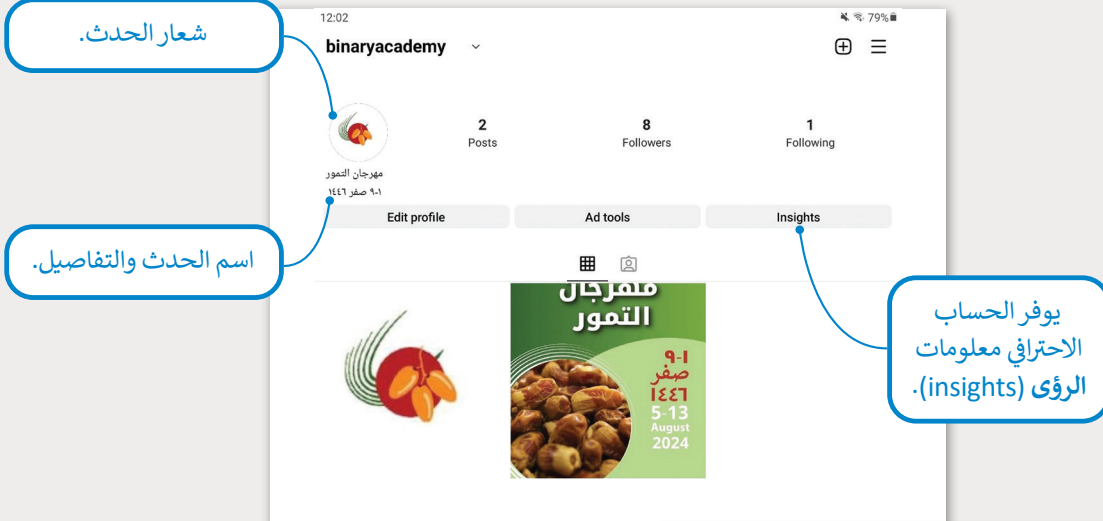 12:02
79%
binaryacademy
شعار الحدث.
2
Posts
8
Followers
1
Following
مهرجان التمور
١-٩ صفر ١٤٤٦
Edit profile
Ad tools
Insights
اسم الحدث والتفاصيل.
يوفر الحساب
الاحترافي معلومات
الرؤى (insights).
مهرجان
التمور
١-٩
صفر
١٤٤٦
5-13
August
2024